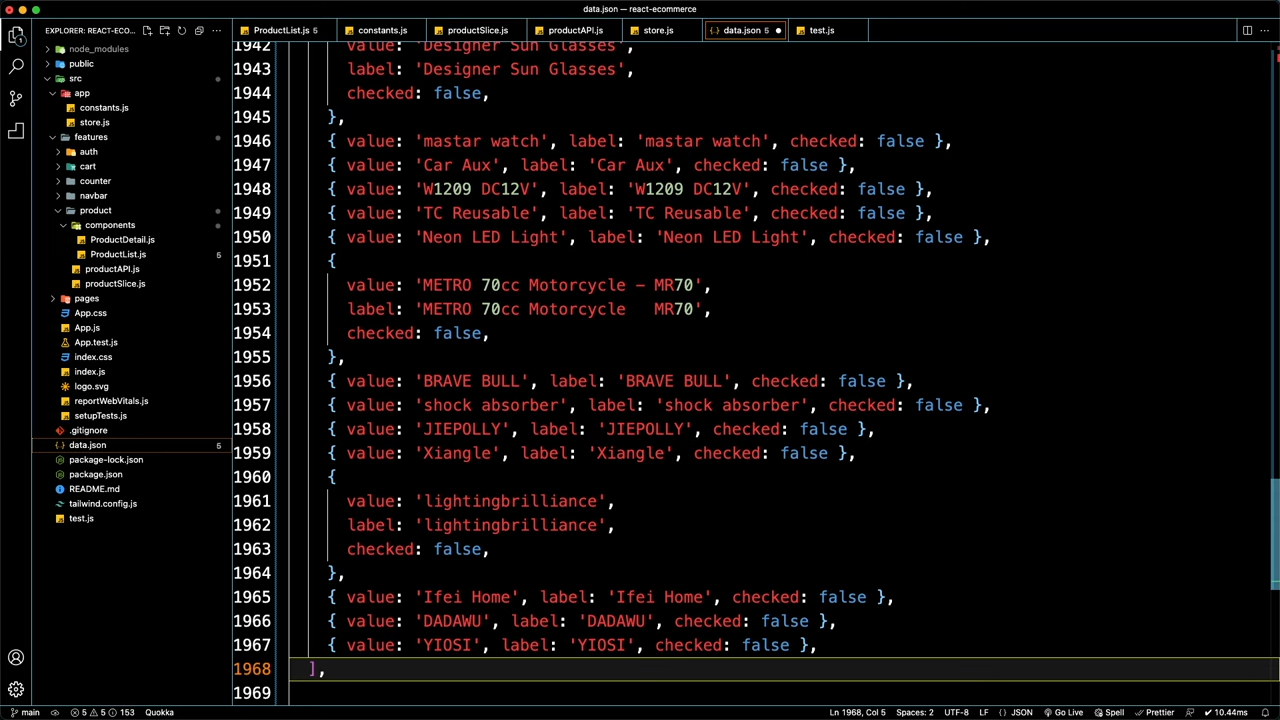 data.json — react-ecommerce
EXPLORER: REACT-ECO...
ProductList.js 5
constants.js
productSlice.js
productAPI.js
store.js
{ } data.json 5
test.js
node_modules
public
src
app
constants.js
store.js
features
auth
cart
counter
navbar
product
components
ProductDetail.js
ProductList.js 5
productAPI.js
productSlice.js
pages
App.css
App.js
App.test.js
index.css
index.js
logo.svg
reportWebVitals.js
setupTests.js
.gitignore
{ } data.json 5
package-lock.json
package.json
README.md
tailwind.config.js
test.js
1942 value: 'Designer Sun Glasses',
1943 label: 'Designer Sun Glasses',
1944 checked: false,
1945 },
1946 { value: 'mastar watch', label: 'mastar watch', checked: false },
1947 { value: 'Car Aux', label: 'Car Aux', checked: false },
1948 { value: 'W1209 DC12V', label: 'W1209 DC12V', checked: false },
1949 { value: 'TC Reusable', label: 'TC Reusable', checked: false },
1950 { value: 'Neon LED Light', label: 'Neon LED Light', checked: false },
1951 {
1952 value: 'METRO 70cc Motorcycle - MR70',
1953 label: 'METRO 70cc Motorcycle   MR70',
1954 checked: false,
1955 },
1956 { value: 'BRAVE BULL', label: 'BRAVE BULL', checked: false },
1957 { value: 'shock absorber', label: 'shock absorber', checked: false },
1958 { value: 'JIEPOLLY', label: 'JIEPOLLY', checked: false },
1959 { value: 'Xiangle', label: 'Xiangle', checked: false },
1960 {
1961 value: 'lightingbrilliance',
1962 label: 'lightingbrilliance',
1963 checked: false,
1964 },
1965 { value: 'Ifei Home', label: 'Ifei Home', checked: false },
1966 { value: 'DADAWU', label: 'DADAWU', checked: false },
1967 { value: 'YIOSI', label: 'YIOSI', checked: false },
1968 ],
1969
main 5 5 153 Quokka Ln 1968, Col 5 Spaces: 2 UTF-8 LF { } JSON Go Live Spell Prettier 10.44ms